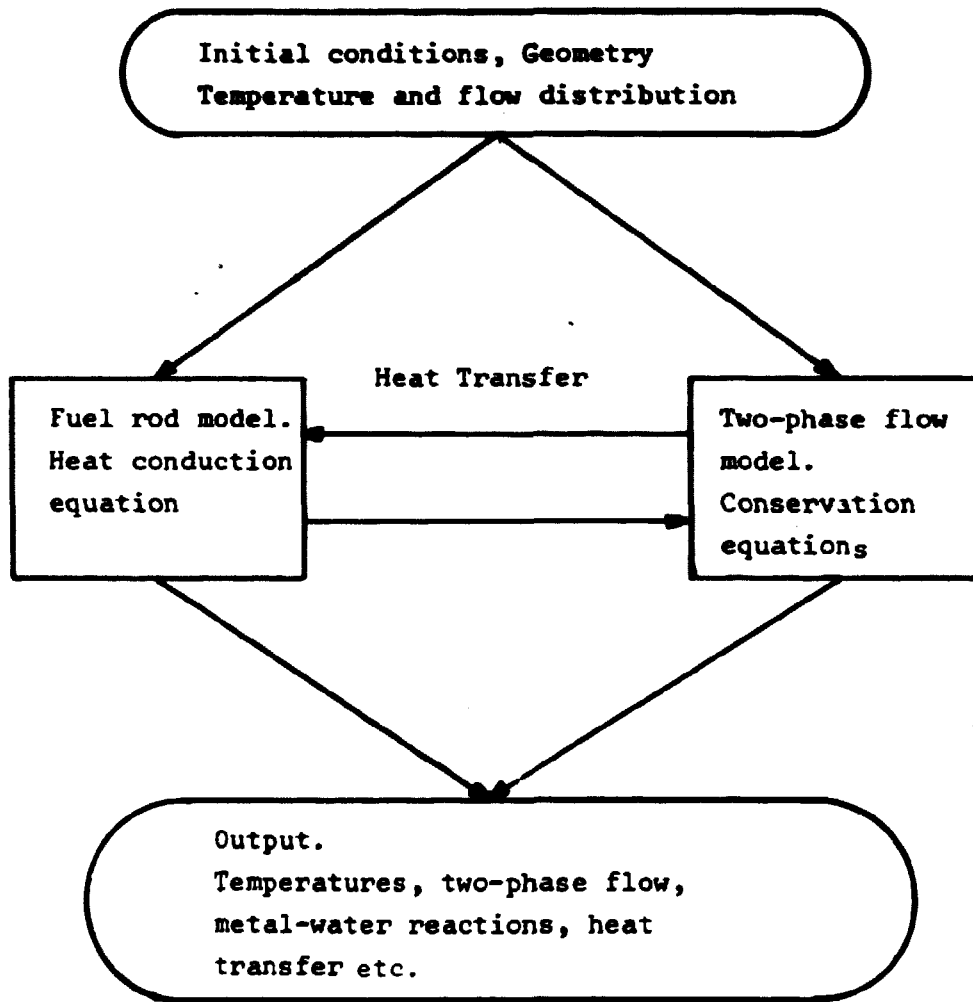 Initial conditions, Geometry
Temperature and flow distribution
Heat Transfer
Fuel rod model.
Heat conduction
equation
Two-phase flow
model.
Conservation
equations
Output.
Temperatures, two-phase flow,
metal-water reactions, heat
transfer etc.